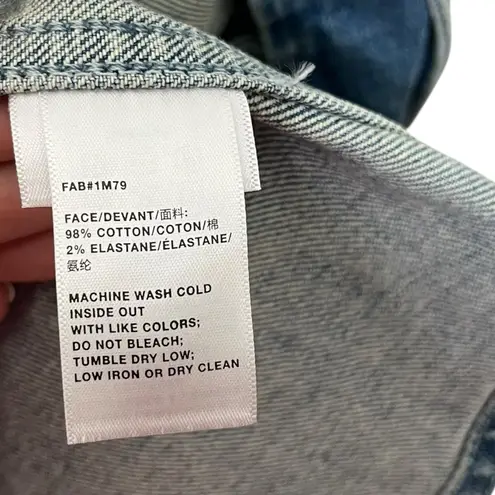 FAB#1M79
FACE/DEVANT/面料:
98% COTTON/COTON/棉
2% ELASTANE/ÉLASTANE/
氨纶
MACHINE WASH COLD
INSIDE OUT
WITH LIKE COLORS;
DO NOT BLEACH;
TUMBLE DRY LOW;
LOW IRON OR DRY CLEAN